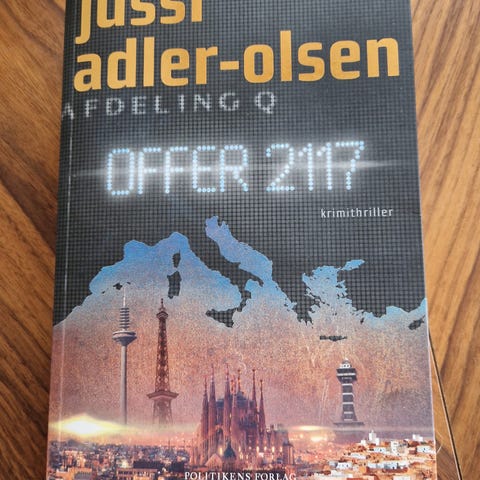 jussi
adler-olsen
AFDELING Q
OFFER 2117
krimithriller
POLITIKENS FORLAG